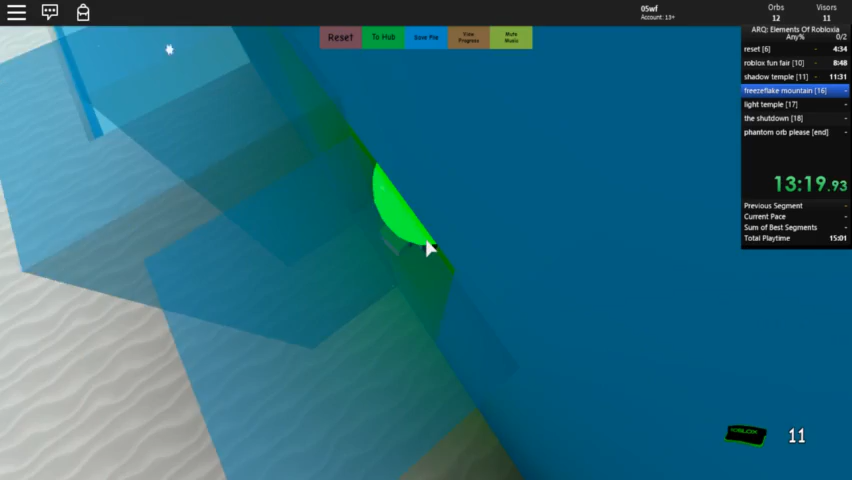 05wf
Account: 13+
Orbs
12
Visors
11
Reset
To Hub
Save File
View Progress
Mute Music
ARQ: Elements Of Robloxia
Any% 0/2
reset [6] - 4:34
roblox fun fair [10] - 8:48
shadow temple [11] - 11:31
freezeflake mountain [16] -
light temple [17] -
the shutdown [18] -
phantom orb please [end] -
13:19.93
Previous Segment -
Current Pace -
Sum of Best Segments -
Total Playtime 15:01
11